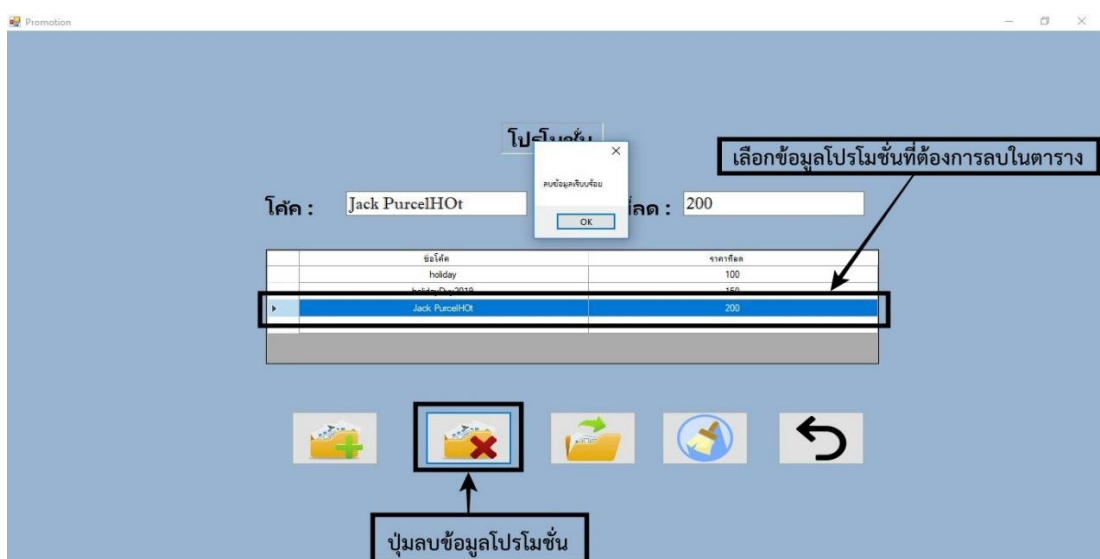 Promotion
โปรโมชั่น
เลือกข้อมูลโปรโมชั่นที่ต้องการลบในตาราง
ลบข้อมูลเรียบร้อย
OK
โค้ด : Jack PurcelHOt ที่ลด : 200
ชื่อโค้ด ราคาที่ลด
holiday 100
holidayDuy2019 150
Jack PurcelHOt 200
ปุ่มลบข้อมูลโปรโมชั่น